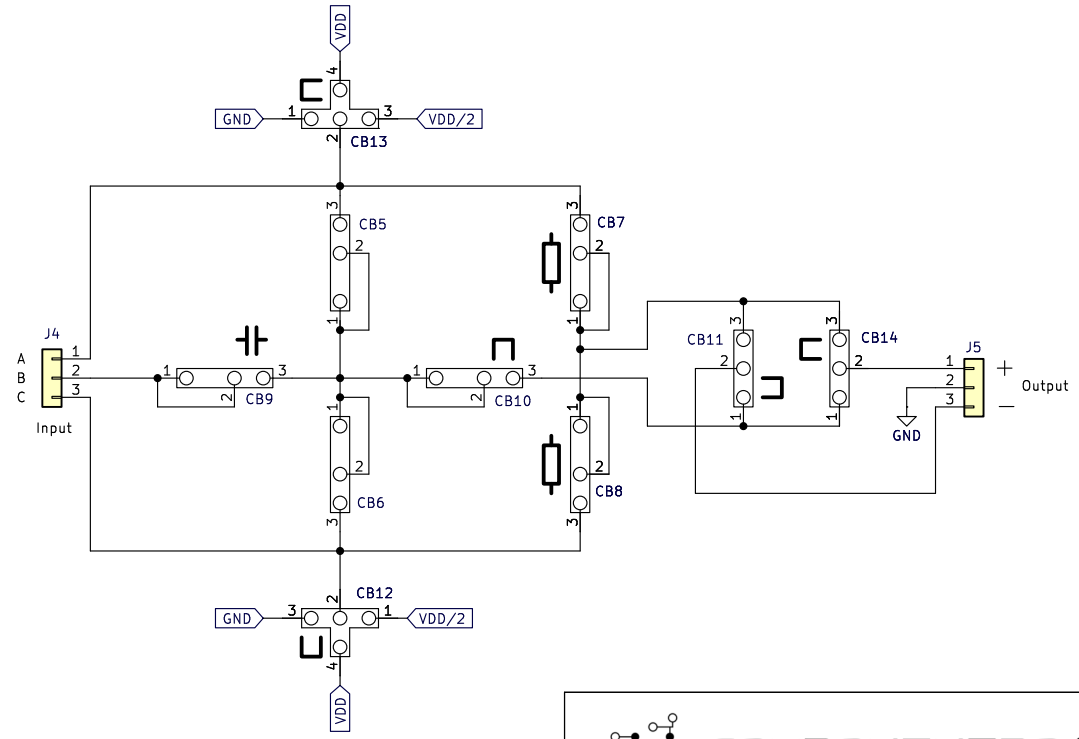 VDD
4
GND 1 3 VDD/2
2 CB13
3 CB5 3 CB7
2 2
1 1
J4
A 1
B 2 1 3 1 3
C 3 2 CB9 2 CB10
Input
3 CB11 3 CB14
2 2
1 1
J5
1 +
2 Output
3 −
GND
1 1
2 2
CB6 CB8
3 3
CB12
2
GND 3 1 VDD/2
4
VDD